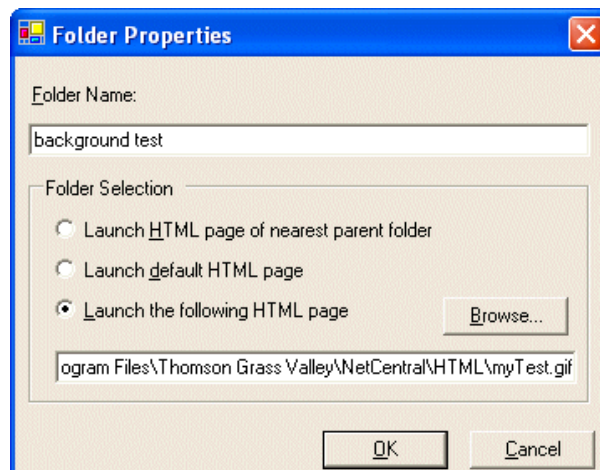 Folder Properties
Folder Name:
background test
Folder Selection
Launch HTML page of nearest parent folder
Launch default HTML page
Launch the following HTML page
Browse...
ogram Files\Thomson Grass Valley\NetCentral\HTML\myTest.gif
OK
Cancel